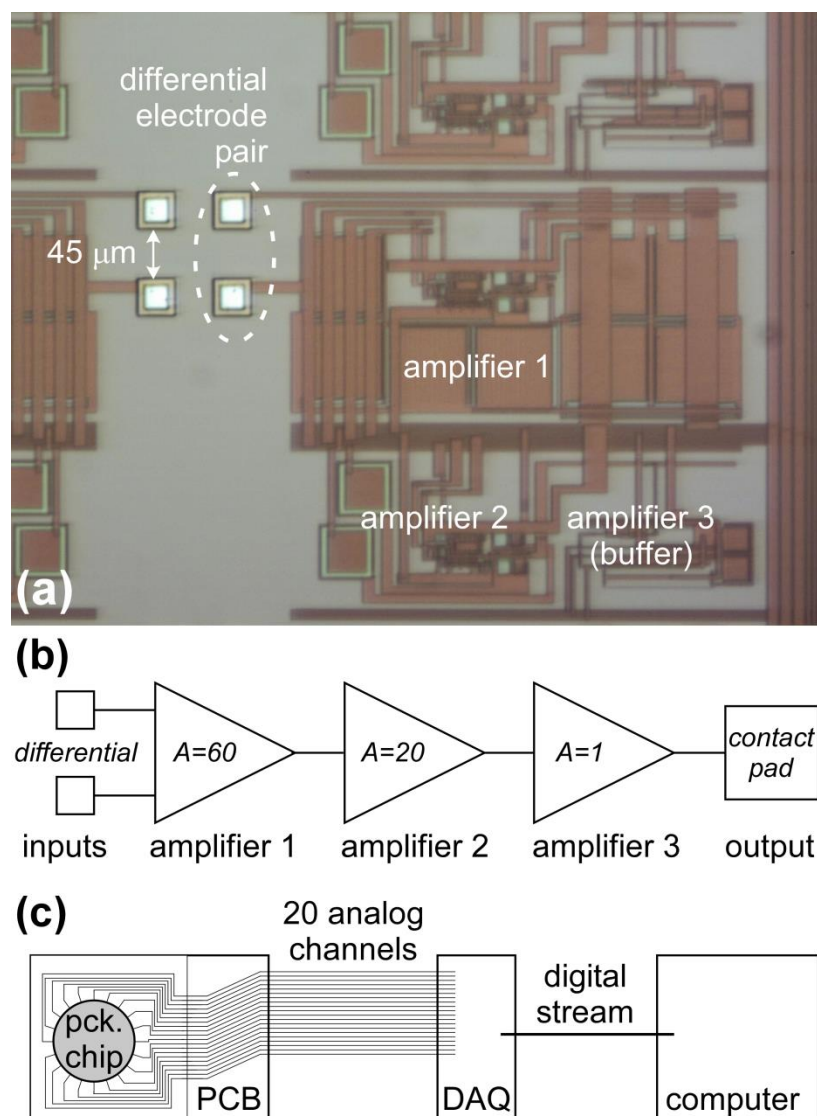 differential
electrode
pair
45 μm
amplifier 1
amplifier 2
amplifier 3
(buffer)
(a)
(b)
differential
A=60
A=20
A=1
contact
pad
inputs
amplifier 1
amplifier 2
amplifier 3
output
(c)
20 analog
channels
digital
stream
pck.
chip
PCB
DAQ
computer